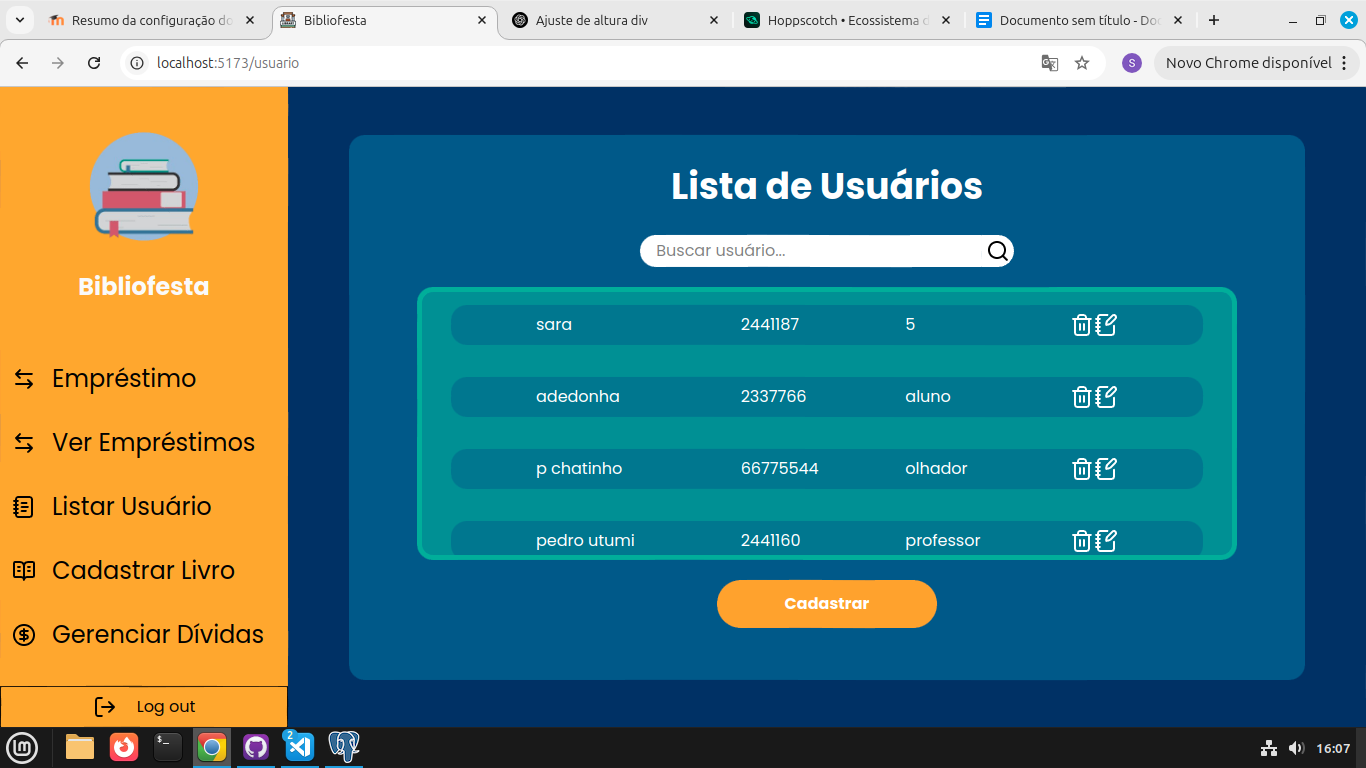 Resumo da configuração do
Bibliofesta
Ajuste de altura div
Hoppscotch • Ecossistema d
Documento sem título - Doc
localhost:5173/usuario
S
Novo Chrome disponível
Bibliofesta
Empréstimo
Ver Empréstimos
Listar Usuário
Cadastrar Livro
Gerenciar Dívidas
Log out
Lista de Usuários
Buscar usuário...
sara 2441187 5
adedonha 2337766 aluno
p chatinho 66775544 olhador
pedro utumi 2441160 professor
Cadastrar
2
16:07